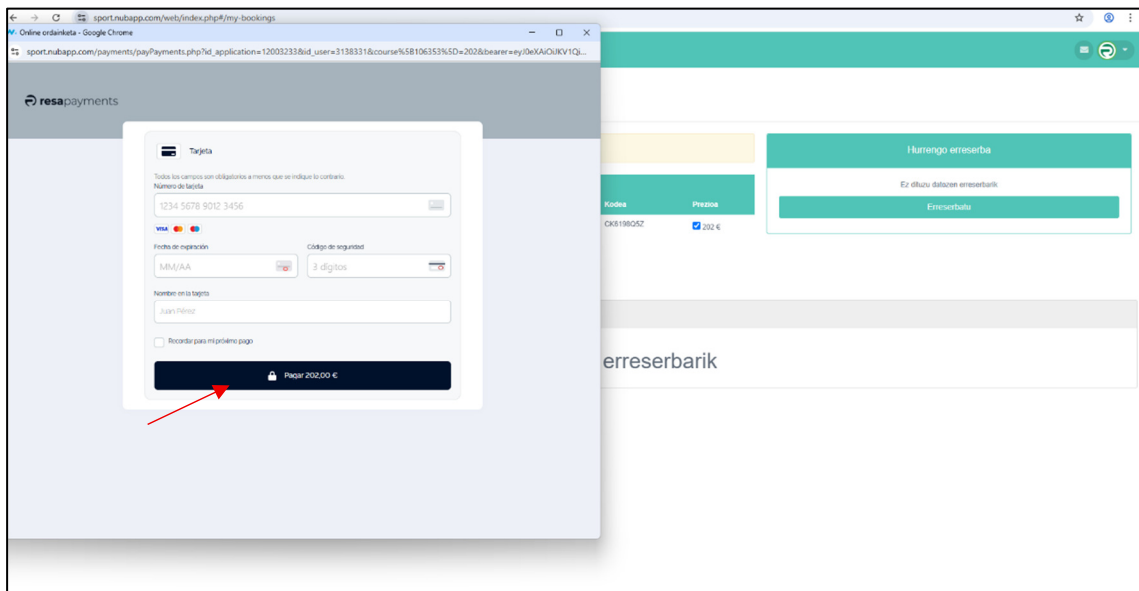 sport.nubapp.com/web/index.php#/my-bookings
Online ordainketa - Google Chrome
sport.nubapp.com/payments/payPayments.php?id_application=12003233&id_user=3138331&course%5B106353%5D=202&bearer=eyJ0eXAiOiJKV1Qi...
resapayments
Tarjeta
Todos los campos son obligatorios a menos que se indique lo contrario.
Número de tarjeta
1234 5678 9012 3456
VISA
Fecha de expiración
Código de seguridad
MM/AA
3 dígitos
Nombre en la tarjeta
Juan Pérez
Recordar para mi próximo pago
Pagar 202,00 €
Hurrengo erreserba
Ez dituzu datozen erreserbarik
Erreserbatu
Kodea
Prezioa
CK6198Q5Z
202 €
erreserbarik